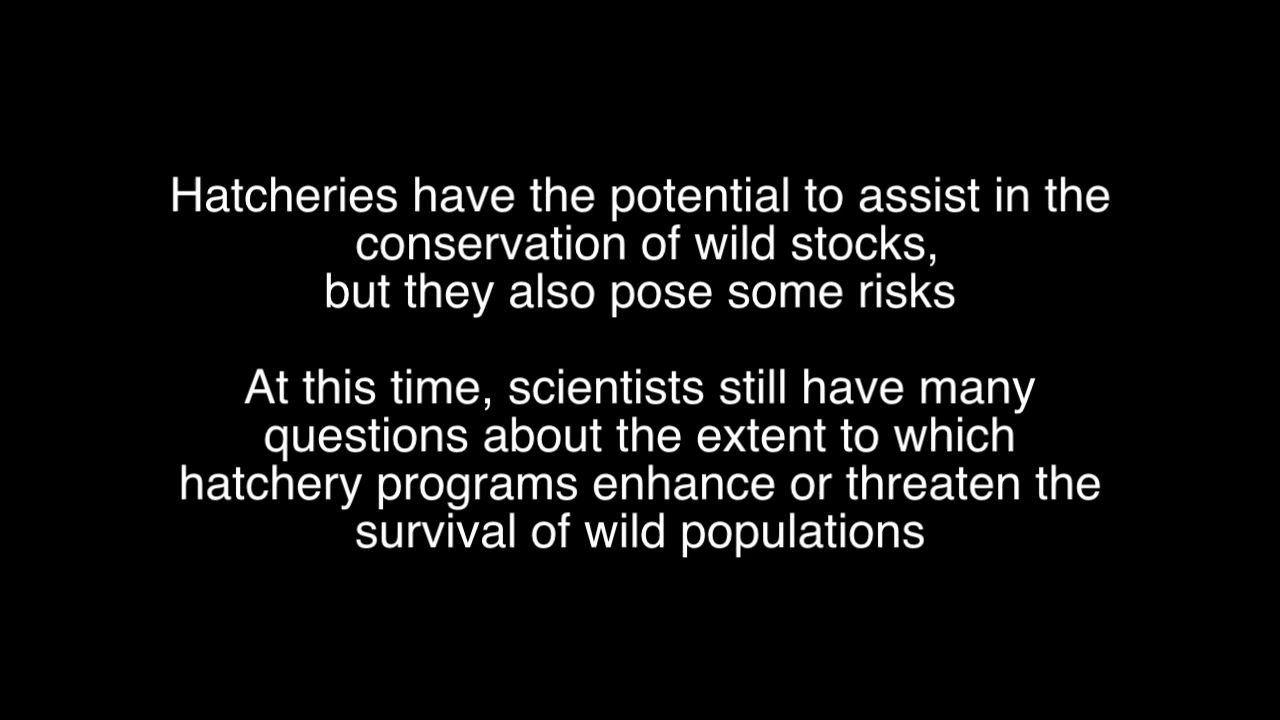 Hatcheries have the potential to assist in the
conservation of wild stocks,
but they also pose some risks
At this time, scientists still have many
questions about the extent to which
hatchery programs enhance or threaten the
survival of wild populations